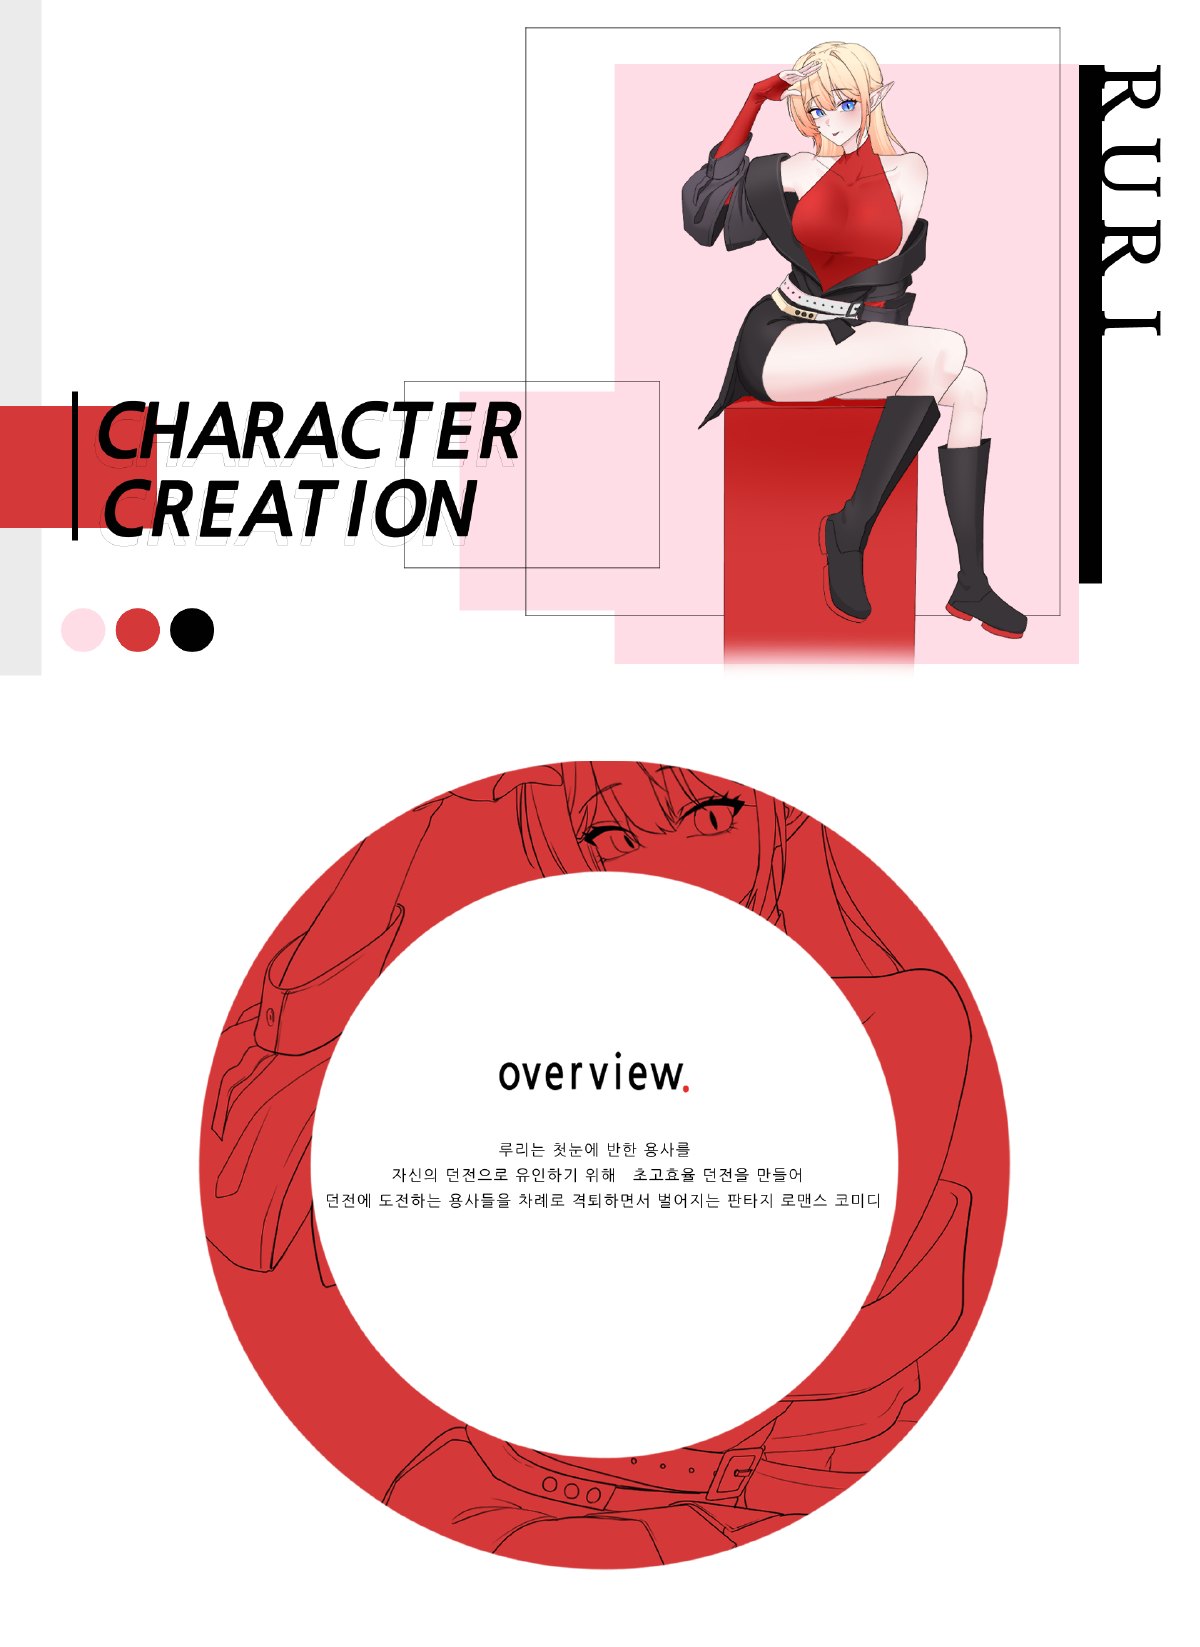 RURI
CHARACTER
CREATION
overview.
루리는 첫눈에 반한 용사를
자신의 던전으로 유인하기 위해 초고효율 던전을 만들어
던전에 도전하는 용사들을 차례로 격퇴하면서 벌어지는 판타지 로맨스 코미디